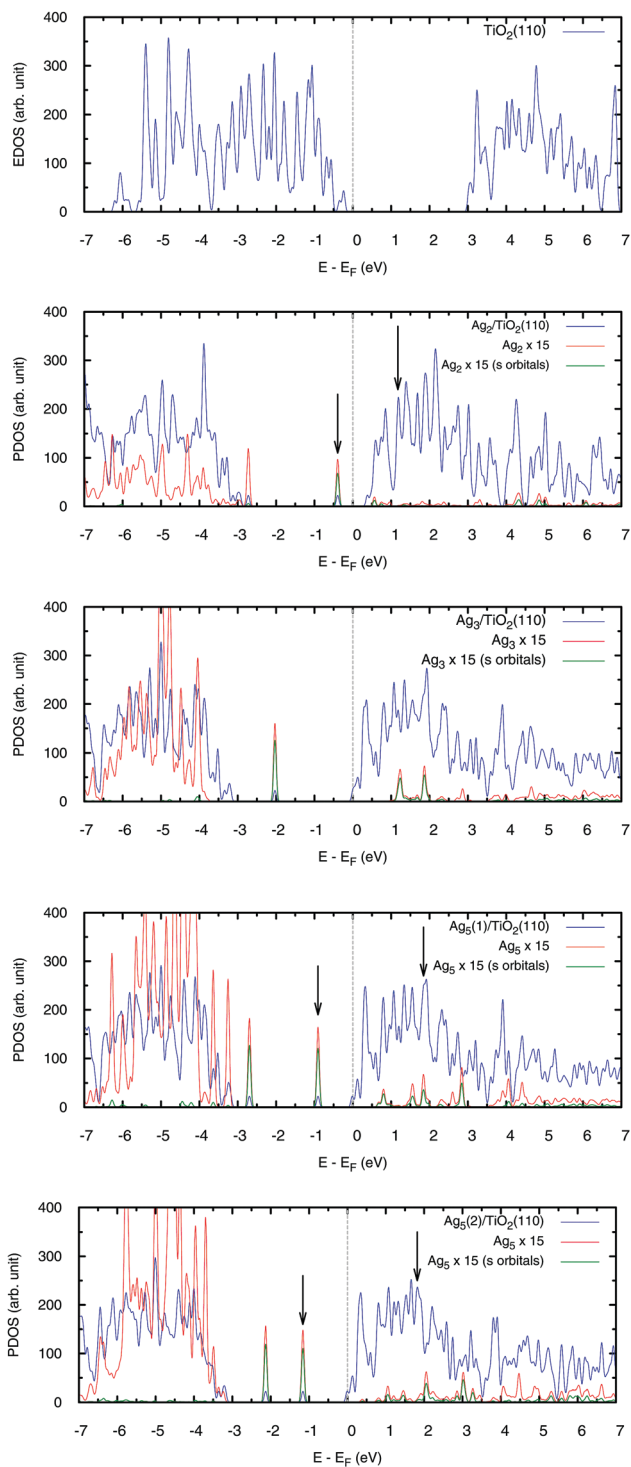 TiO2(110)
EDOS (arb. unit)
400
300
200
100
0
-7 -6 -5 -4 -3 -2 -1 0 1 2 3 4 5 6 7
E - EF (eV)
Ag2/TiO2(110)
Ag2 x 15
Ag2 x 15 (s orbitals)
PDOS (arb. unit)
400
300
200
100
0
-7 -6 -5 -4 -3 -2 -1 0 1 2 3 4 5 6 7
E - EF (eV)
Ag3/TiO2(110)
Ag3 x 15
Ag3 x 15 (s orbitals)
PDOS (arb. unit)
400
300
200
100
0
-7 -6 -5 -4 -3 -2 -1 0 1 2 3 4 5 6 7
E - EF (eV)
Ag5(1)/TiO2(110)
Ag5 x 15
Ag5 x 15 (s orbitals)
PDOS (arb. unit)
400
300
200
100
0
-7 -6 -5 -4 -3 -2 -1 0 1 2 3 4 5 6 7
E - EF (eV)
Ag5(2)/TiO2(110)
Ag5 x 15
Ag5 x 15 (s orbitals)
PDOS (arb. unit)
400
300
200
100
0
-7 -6 -5 -4 -3 -2 -1 0 1 2 3 4 5 6 7
E - EF (eV)